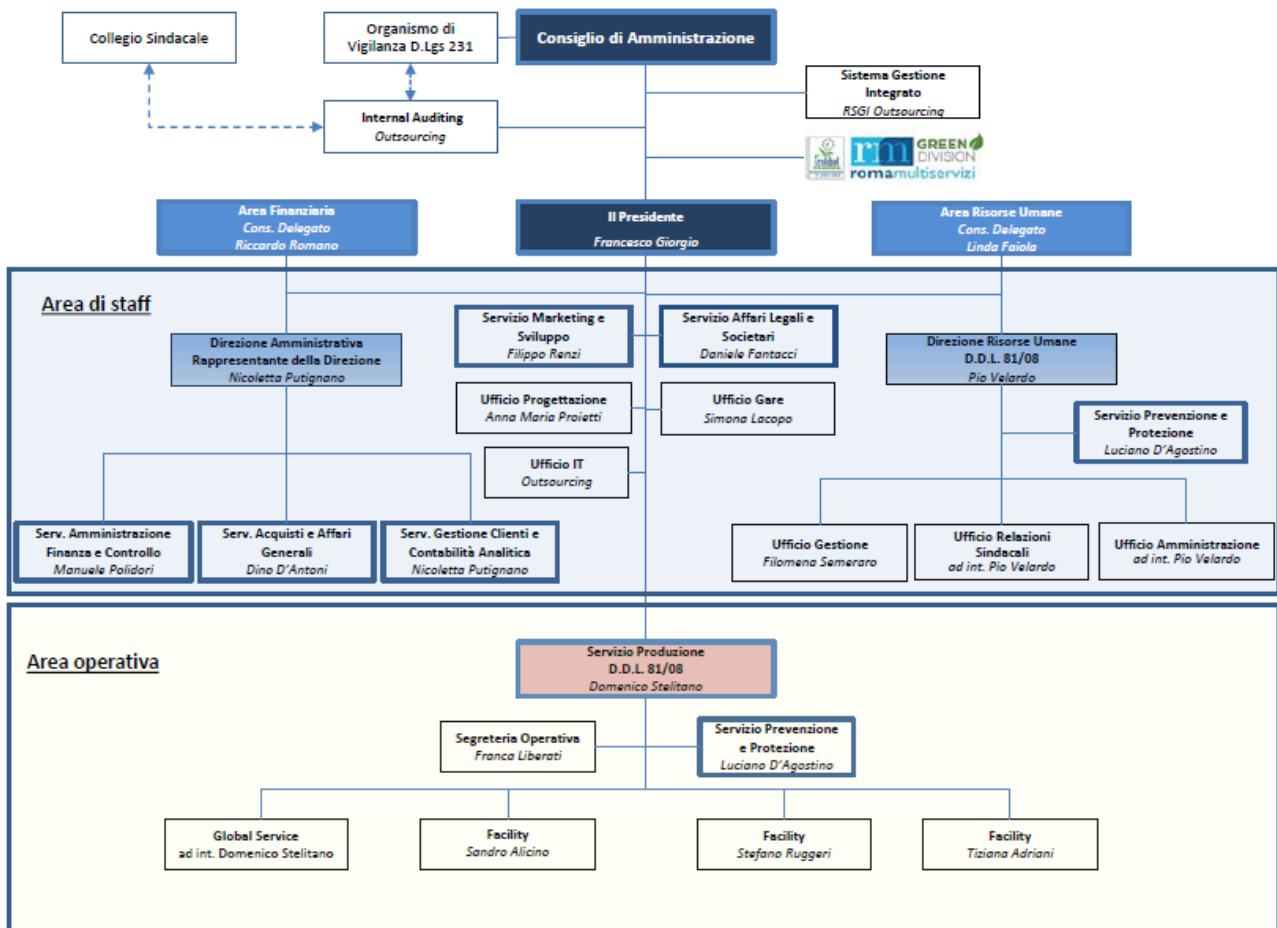 Collegio Sindacale
Organismo di
Vigilanza D.Lgs 231
Consiglio di Amministrazione
Sistema Gestione
Integrato
RSGI Outsourcing
Internal Auditing
Outsourcing
rm GREEN
DIVISION
romamultiservizi
Area Finanziaria
Cons. Delegato
Riccardo Romano
Il Presidente
Francesco Giorgio
Area Risorse Umane
Cons. Delegato
Linda Faiola
Area di staff
Servizio Marketing e
Sviluppo
Filippo Renzi
Servizio Affari Legali e
Societari
Daniele Fantacci
Direzione Amministrativa
Rappresentante della Direzione
Nicoletta Putignano
Direzione Risorse Umane
D.D.L. 81/08
Pio Velardo
Ufficio Progettazione
Anna Maria Proietti
Ufficio Gare
Simona Lacopo
Servizio Prevenzione e
Protezione
Luciano D'Agostino
Ufficio IT
Outsourcing
Serv. Amministrazione
Finanza e Controllo
Manuele Polidori
Serv. Acquisti e Affari
Generali
Dino D'Antoni
Serv. Gestione Clienti e
Contabilità Analitica
Nicoletta Putignano
Ufficio Gestione
Filomena Semeraro
Ufficio Relazioni
Sindacali
ad int. Pio Velardo
Ufficio Amministrazione
ad int. Pio Velardo
Area operativa
Servizio Produzione
D.D.L. 81/08
Domenico Stelitano
Segreteria Operativa
Franca Liberati
Servizio Prevenzione
e Protezione
Luciano D'Agostino
Global Service
ad int. Domenico Stelitano
Facility
Sandro Alicino
Facility
Stefano Ruggeri
Facility
Tiziana Adriani